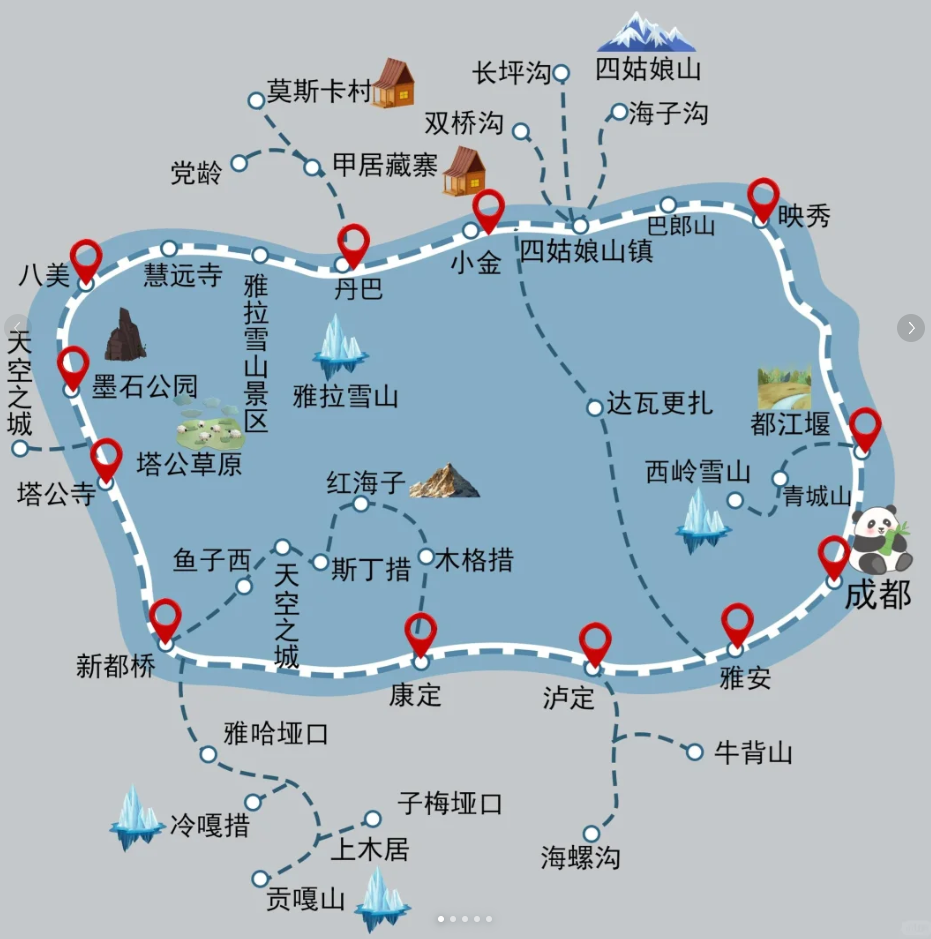 四姑娘山
长坪沟
莫斯卡村
海子沟
双桥沟
甲居藏寨
党龄
映秀
巴郎山
四姑娘山镇
小金
八美
慧远寺
丹巴
雅拉雪山景区
天空之城
墨石公园
雅拉雪山
达瓦更扎
都江堰
塔公草原
西岭雪山
红海子
塔公寺
青城山
鱼子西
斯丁措
木格措
天空之城
成都
新都桥
雅安
康定
泸定
雅哈垭口
牛背山
子梅垭口
冷嘎措
上木居
海螺沟
贡嘎山